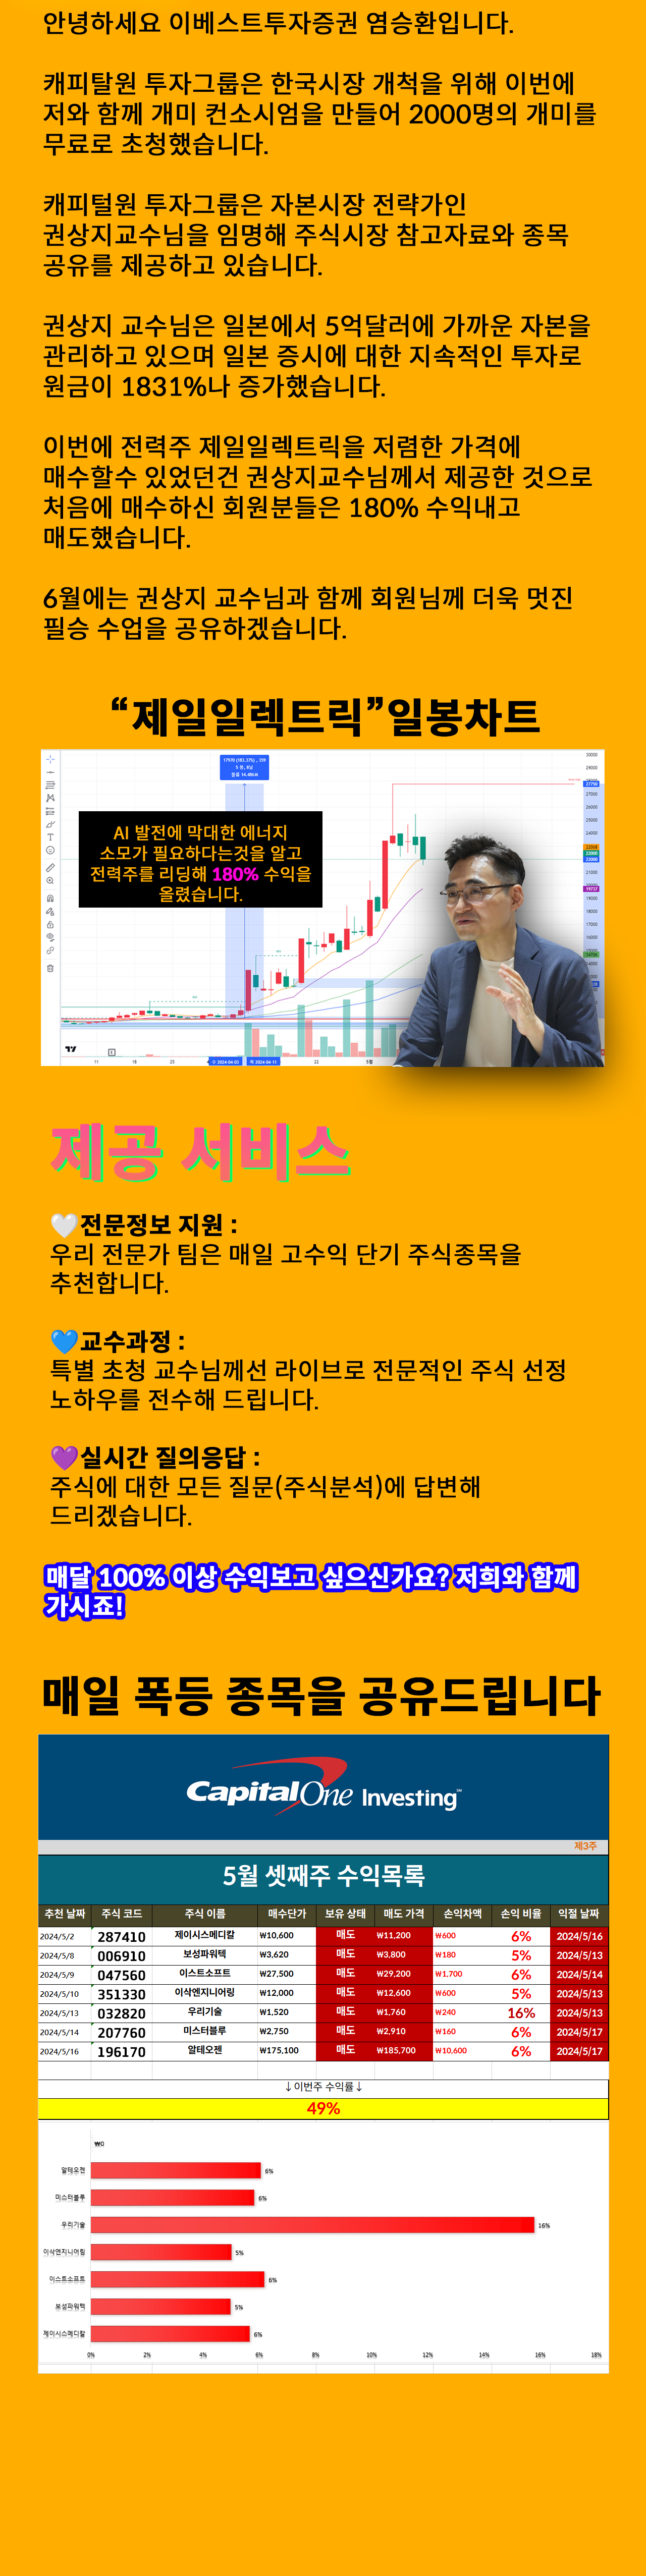 안녕하세요 이베스트투자증권 염승환입니다.
캐피탈원 투자그룹은 한국시장 개척을 위해 이번에
저와 함께 개미 컨소시엄을 만들어 2000명의 개미를
무료로 초청했습니다.
캐피털원 투자그룹은 자본시장 전략가인
권상지교수님을 임명해 주식시장 참고자료와 종목
공유를 제공하고 있습니다.
권상지 교수님은 일본에서 5억달러에 가까운 자본을
관리하고 있으며 일본 증시에 대한 지속적인 투자로
원금이 1831%나 증가했습니다.
이번에 전력주 제일일렉트릭을 저렴한 가격에
매수할수 있었던건 권상지교수님께서 제공한 것으로
처음에 매수하신 회원분들은 180% 수익내고
매도했습니다.
6월에는 권상지 교수님과 함께 회원님께 더욱 멋진
필승 수업을 공유하겠습니다.
“제일일렉트릭”일봉차트
30000
29000
27790
27000
26000
25000
24000
22000
21000
19737
19000
18000
17000
16000
AI 발전에 막대한 에너지
소모가 필요하다는것을 알고
전력주를 리딩해 180% 수익을
올렸습니다.
11
18
25
수 2024-04-03
목 2024-04-11
22
5월
제공 서비스
🤍전문정보 지원 :
우리 전문가 팀은 매일 고수익 단기 주식종목을
추천합니다.
💙교수과정 :
특별 초청 교수님께선 라이브로 전문적인 주식 선정
노하우를 전수해 드립니다.
💜실시간 질의응답 :
주식에 대한 모든 질문(주식분석)에 답변해
드리겠습니다.
매달 100% 이상 수익보고 싶으신가요? 저희와 함께
가시죠!
매일 폭등 종목을 공유드립니다
CapitalOne Investing℠
제3주
5월 셋째주 수익목록
추천 날짜 주식 코드 주식 이름 매수단가 보유 상태 매도 가격 손익차액 손익 비율 익절 날짜
2024/5/2 287410 제이시스메디칼 ₩10,600 매도 ₩11,200 ₩600 6% 2024/5/16
2024/5/8 006910 보성파워텍 ₩3,620 매도 ₩3,800 ₩180 5% 2024/5/13
2024/5/9 047560 이스트소프트 ₩27,500 매도 ₩29,200 ₩1,700 6% 2024/5/14
2024/5/10 351330 이삭엔지니어링 ₩12,000 매도 ₩12,600 ₩600 5% 2024/5/13
2024/5/13 032820 우리기술 ₩1,520 매도 ₩1,760 ₩240 16% 2024/5/13
2024/5/14 207760 미스터블루 ₩2,750 매도 ₩2,910 ₩160 6% 2024/5/17
2024/5/16 196170 알테오젠 ₩175,100 매도 ₩185,700 ₩10,600 6% 2024/5/17
↓이번주 수익률↓
49%
₩0
알테오젠 6%
미스터블루 6%
우리기술 16%
이삭엔지니어링 5%
이스트소프트 6%
보성파워텍 5%
제이시스메디칼 6%
0% 2% 4% 6% 8% 10% 12% 14% 16% 18%